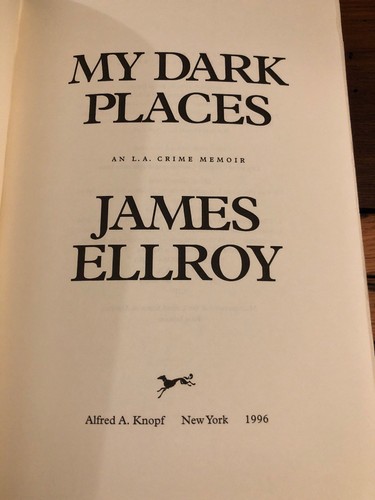 MY DARK
PLACES
AN L.A. CRIME MEMOIR
JAMES
ELLROY
Alfred A. Knopf New York 1996